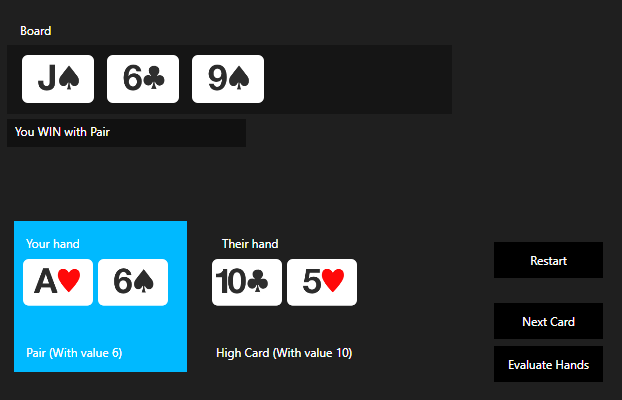 Board
J♠ 6♣ 9♠
You WIN with Pair
Your hand
A♥ 6♠
Pair (With value 6)
Their hand
10♣ 5♥
High Card (With value 10)
Restart
Next Card
Evaluate Hands